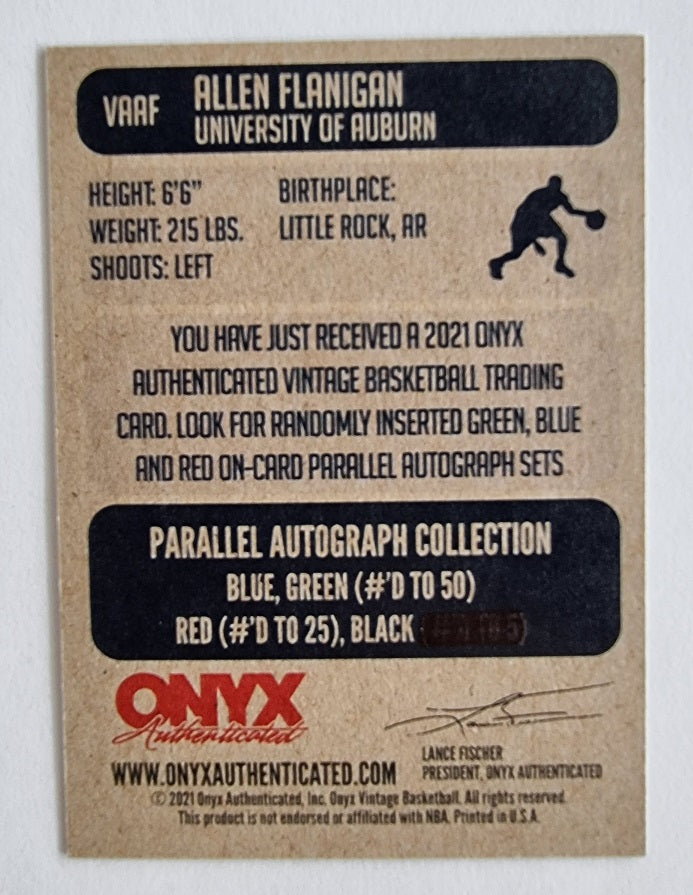 VAAF
ALLEN FLANIGAN
UNIVERSITY OF AUBURN
HEIGHT: 6'6"
WEIGHT: 215 LBS.
SHOOTS: LEFT
BIRTHPLACE:
LITTLE ROCK, AR
YOU HAVE JUST RECEIVED A 2021 ONYX
AUTHENTICATED VINTAGE BASKETBALL TRADING
CARD. LOOK FOR RANDOMLY INSERTED GREEN, BLUE
AND RED ON-CARD PARALLEL AUTOGRAPH SETS
PARALLEL AUTOGRAPH COLLECTION
BLUE, GREEN (#'D TO 50)
RED (#'D TO 25), BLACK
ONYX
Authenticated
WWW.ONYXAUTHENTICATED.COM
LANCE FISCHER
PRESIDENT, ONYX AUTHENTICATED
© 2021 Onyx Authenticated, Inc. Onyx Vintage Basketball. All rights reserved.
This product is not endorsed or affiliated with NBA. Printed in U.S.A.